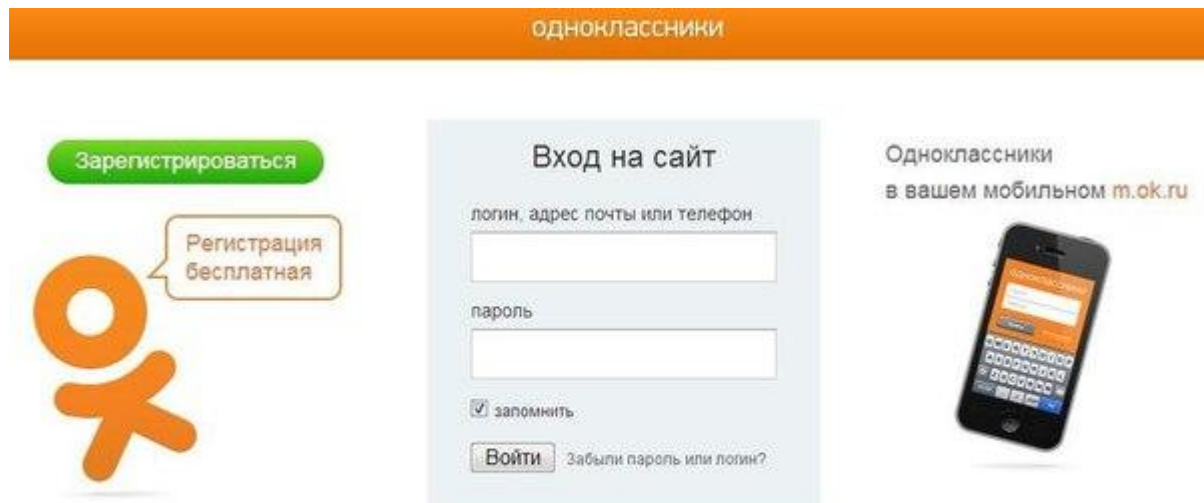 одноклассники
Зарегистрироваться
Регистрация
бесплатная
Вход на сайт
логин, адрес почты или телефон
пароль
запомнить
Войти Забыли пароль или логин?
Одноклассники
в вашем мобильном m.ok.ru
одноклассники